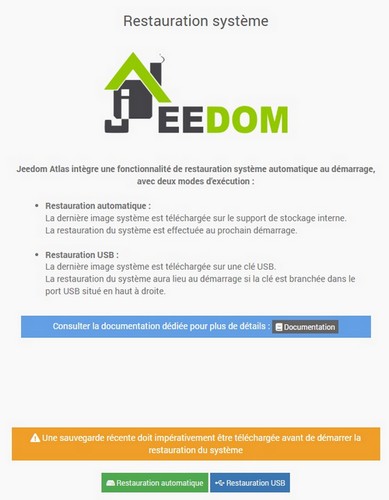 Restauration système
JEEDOM
Jeedom Atlas intègre une fonctionnalité de restauration système automatique au démarrage,
avec deux modes d'exécution :
• Restauration automatique :
La dernière image système est téléchargée sur le support de stockage interne.
La restauration du système est effectuée au prochain démarrage.
• Restauration USB :
La dernière image système est téléchargée sur une clé USB.
La restauration du système aura lieu au démarrage si la clé est branchée dans le
port USB situé en haut à droite.
Consulter la documentation dédiée pour plus de détails : Documentation
Une sauvegarde récente doit impérativement être téléchargée avant de démarrer la
restauration du système
Restauration automatique Restauration USB